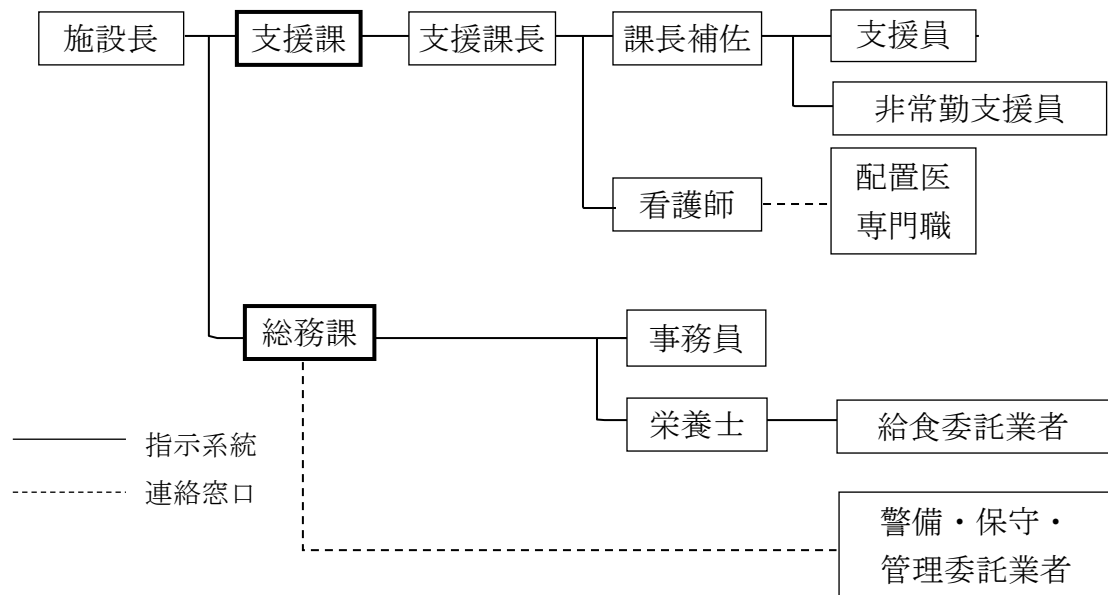 施設長
支援課
支援課長
課長補佐
支援員
非常勤支援員
看護師
配置医
専門職
総務課
事務員
栄養士
給食委託業者
指示系統
連絡窓口
警備・保守・
管理委託業者